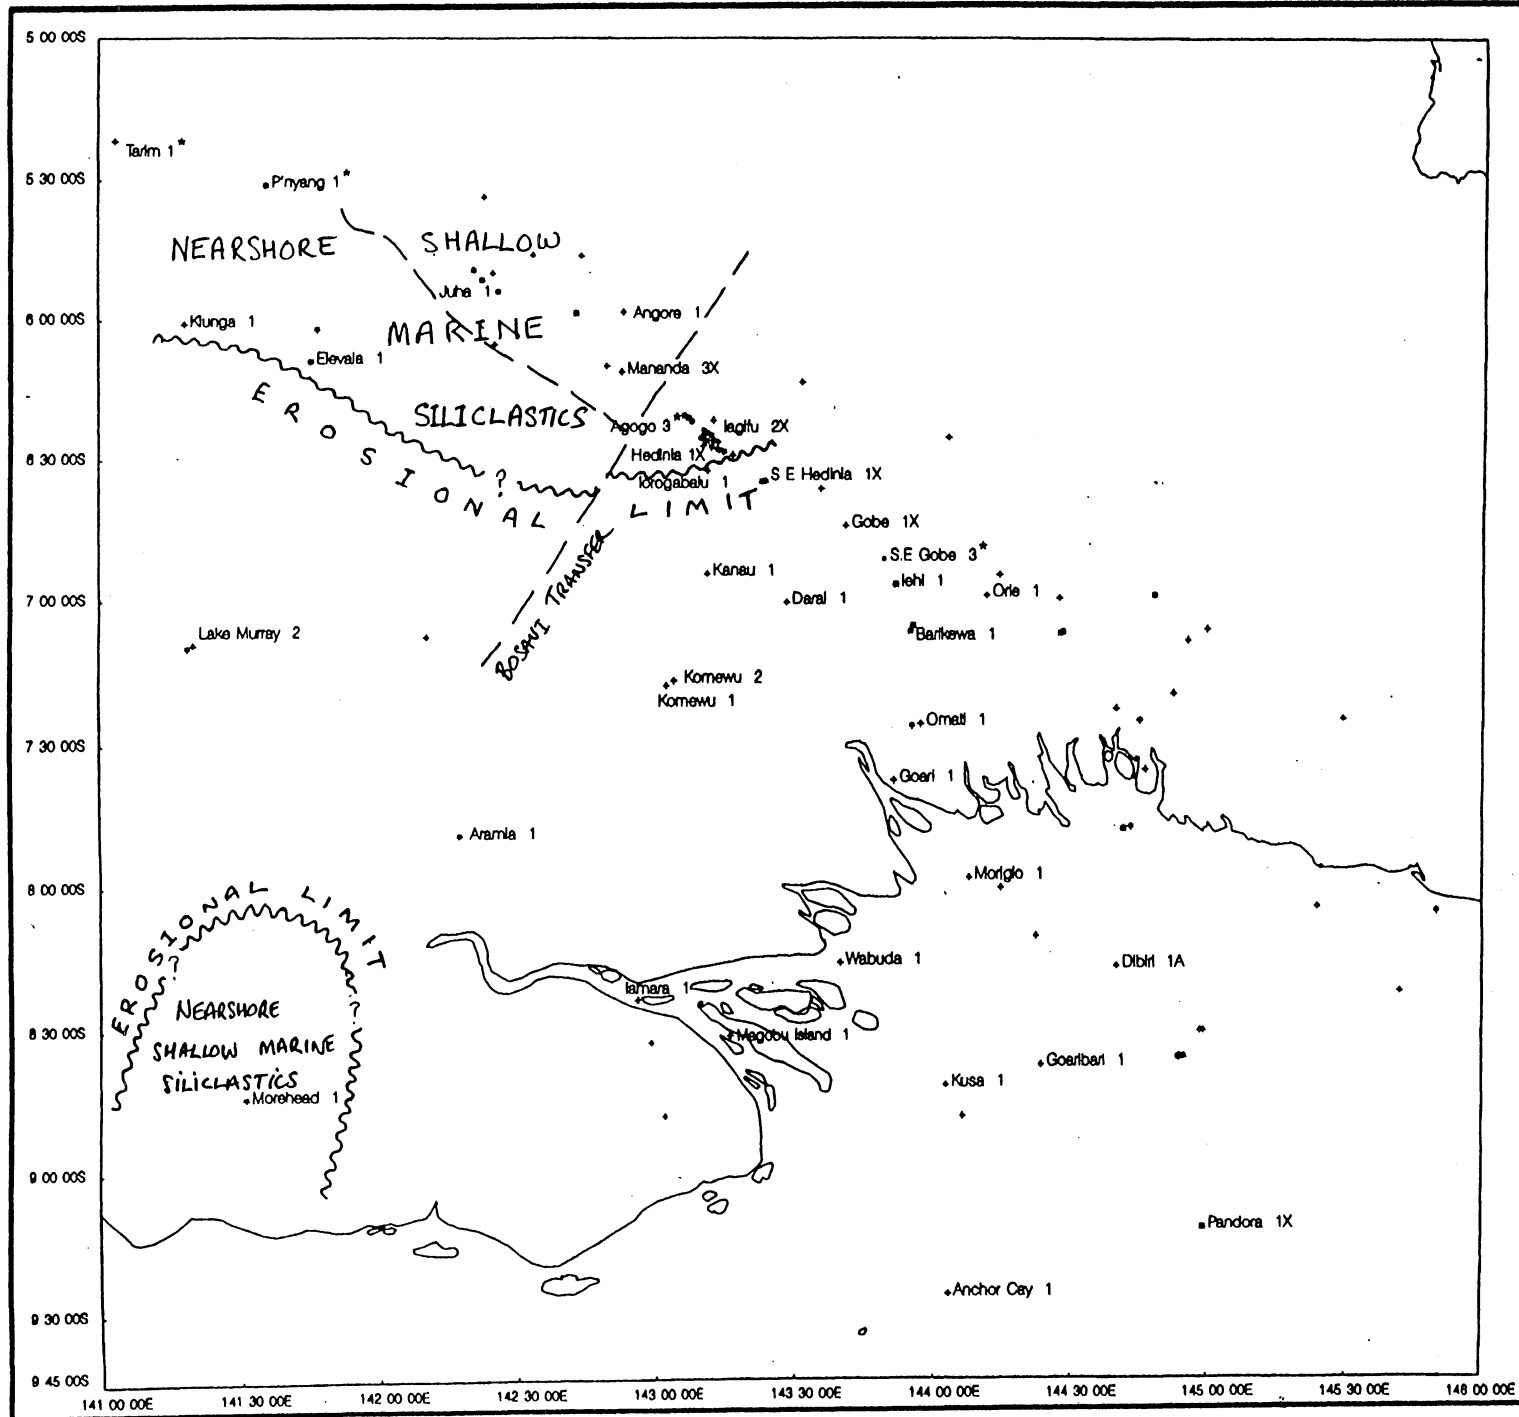 5 00 00S
Tarim 1*
5 30 00S
P'nyang 1*
NEARSHORE SHALLOW
Juha 1
6 00 00S
Kiunga 1
Angore 1
MARINE
Elevala 1
Mananda 3X
EROSIONAL LIMIT
SILICLASTICS
Agogo 3**
Iagifu 2X
Hedinia 1X
6 30 00S
?
Iorogabaiu 1
S E Hedinia 1X
Gobe 1X
S.E Gobe 3*
BOSAVI TRANSFER
Kanau 1
Iehi 1
Orie 1
7 00 00S
Darai 1
Lake Murray 2
Barikewa 1
Komewu 2
Komewu 1
Omati 1
7 30 00S
Goari 1
Aramia 1
Morigio 1
8 00 00S
EROSIONAL LIMIT
?
Wabuda 1
Dibiri 1A
Iamara 1
?
NEARSHORE
8 30 00S
Magobu Island 1
SHALLOW MARINE
Goaribari 1
SILICLASTICS
Kusa 1
Morehead 1
9 00 00S
Pandora 1X
Anchor Cay 1
9 30 00S
9 45 00S
141 00 00E 141 30 00E 142 00 00E 142 30 00E 143 00 00E 143 30 00E 144 00 00E 144 30 00E 145 00 00E 145 30 00E 146 00 00E